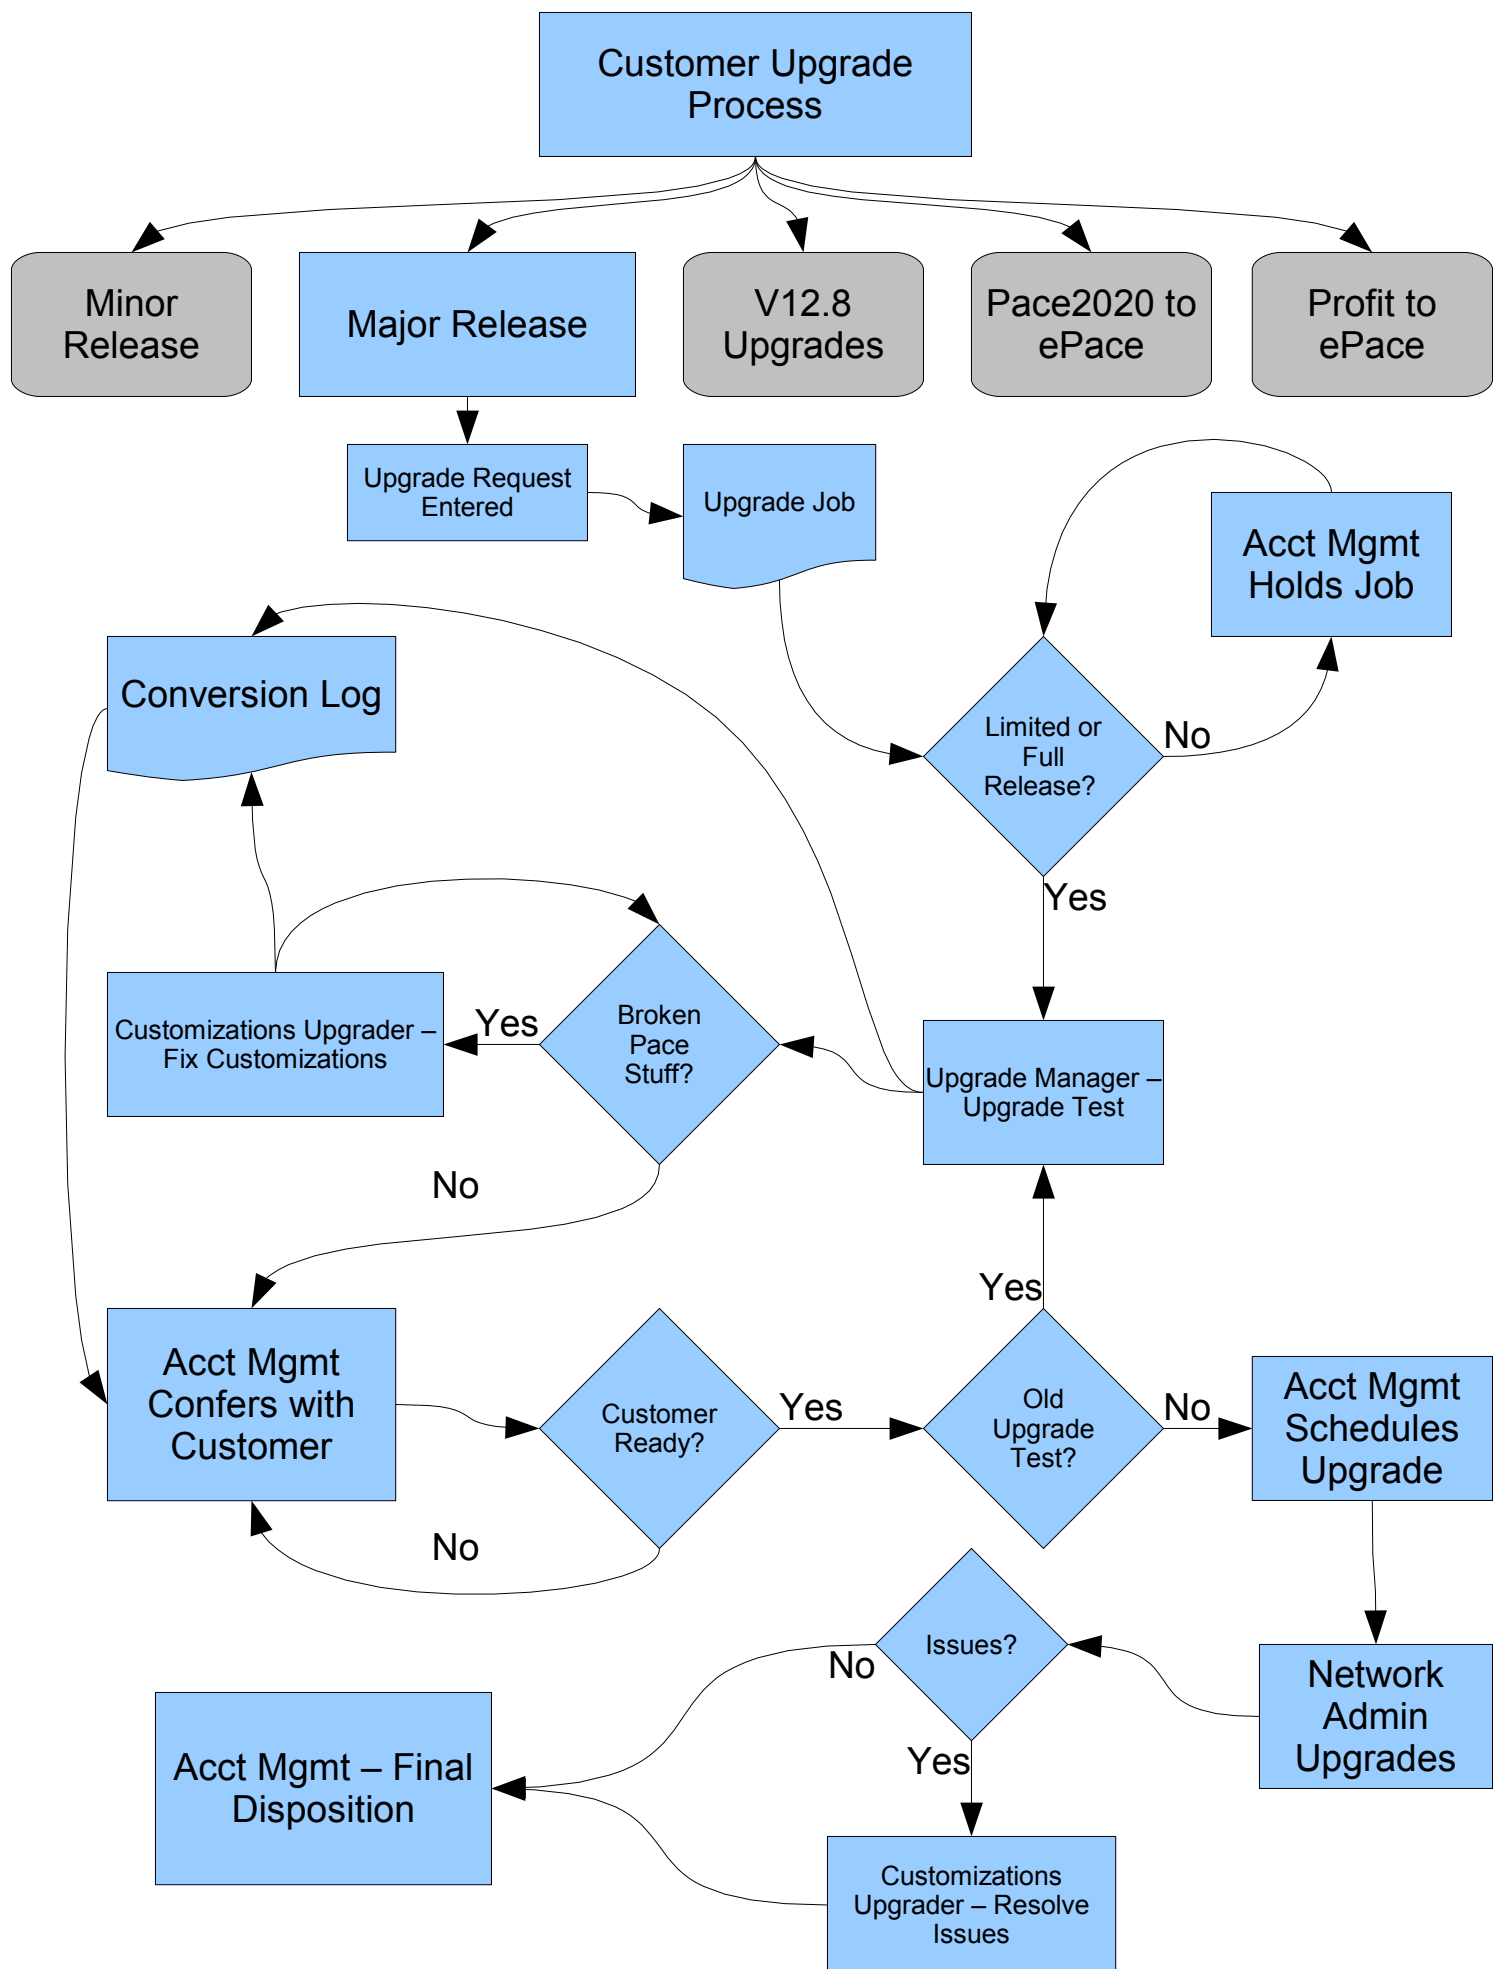 Customer Upgrade
Process
Minor
Release
Major Release
V12.8
Upgrades
Pace2020 to
ePace
Profit to
ePace
Upgrade Request
Entered
Upgrade Job
Acct Mgmt
Holds Job
Conversion Log
Limited or
Full
Release?
No
Yes
Customizations Upgrader –
Fix Customizations
Yes
Broken
Pace
Stuff?
Upgrade Manager –
Upgrade Test
No
Yes
Acct Mgmt
Confers with
Customer
Customer
Ready?
Yes
Old
Upgrade
Test?
No
Acct Mgmt
Schedules
Upgrade
No
Issues?
No
Yes
Network
Admin
Upgrades
Acct Mgmt – Final
Disposition
Customizations
Upgrader – Resolve
Issues